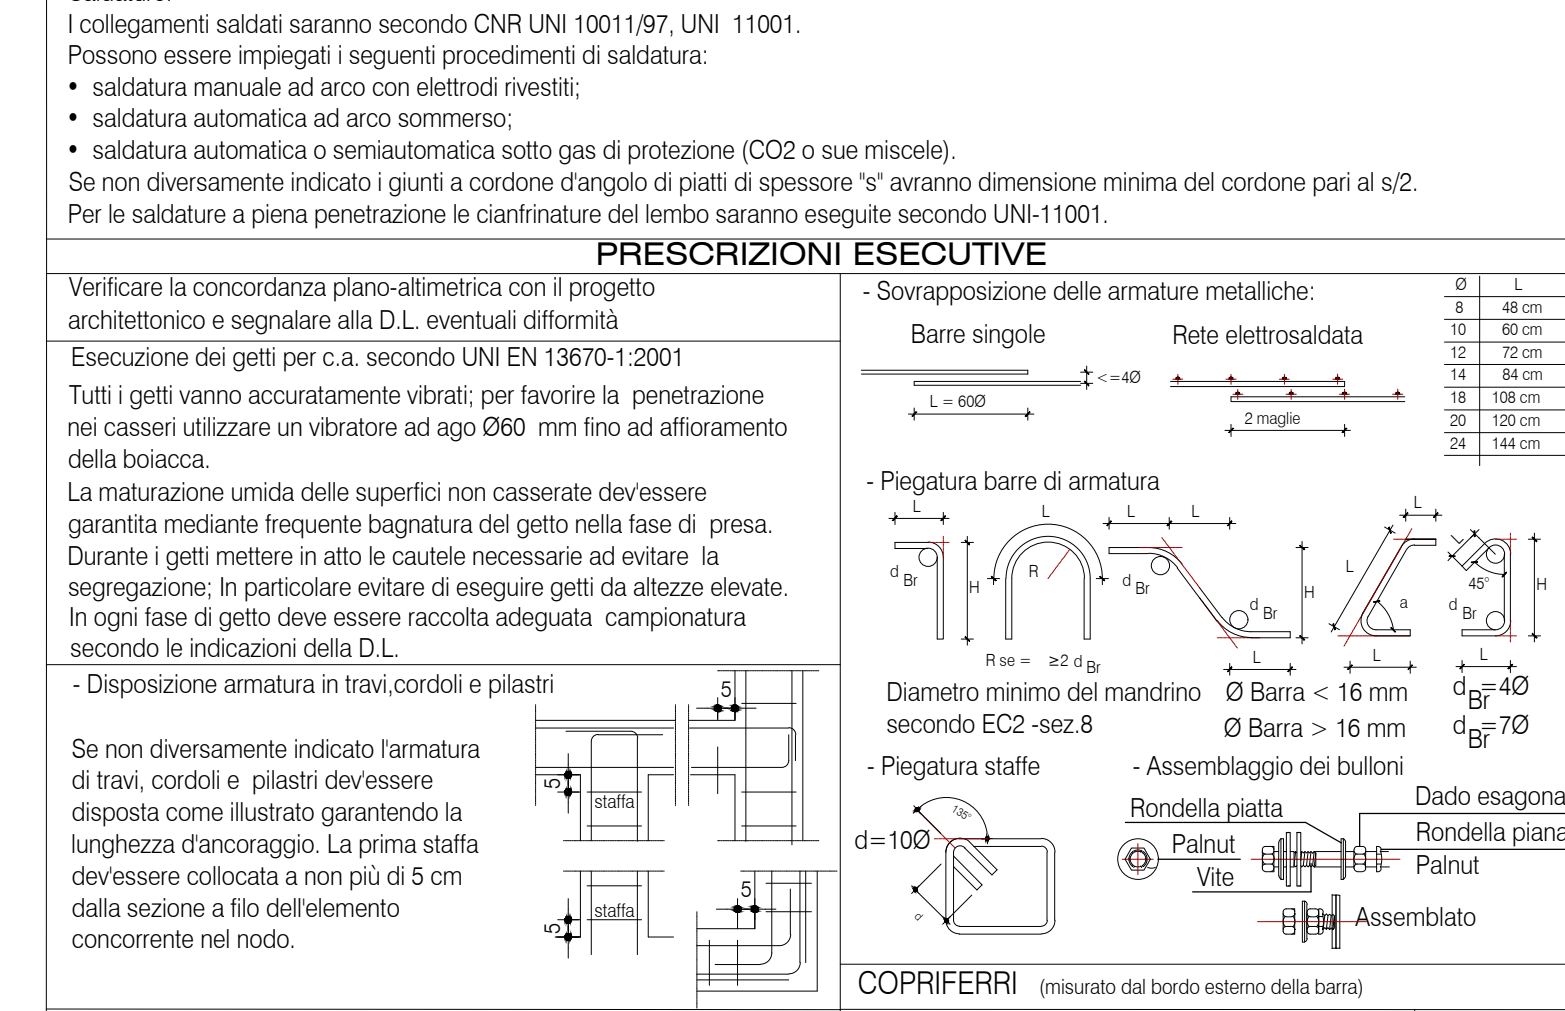 I collegamenti saldati saranno secondo CNR UNI 10011/97, UNI 11001.
Possono essere impiegati i seguenti procedimenti di saldatura:
• saldatura manuale ad arco con elettrodi rivestiti;
• saldatura automatica ad arco sommerso;
• saldatura automatica o semiautomatica sotto gas di protezione (CO2 o sue miscele).
Se non diversamente indicato i giunti a cordone d'angolo di piatti di spessore "s" avranno dimensione minima del cordone pari al s/2.
Per le saldature a piena penetrazione le cianfrinature del lembo saranno eseguite secondo UNI-11001.
PRESCRIZIONI ESECUTIVE
Verificare la concordanza plano-altimetrica con il progetto
architettonico e segnalare alla D.L. eventuali difformità
Esecuzione dei getti per c.a. secondo UNI EN 13670-1:2001
Tutti i getti vanno accuratamente vibrati; per favorire la penetrazione
nei casseri utilizzare un vibratore ad ago Ø60 mm fino ad affioramento
della boiacca.
La maturazione umida delle superfici non casserate dev'essere
garantita mediante frequente bagnatura del getto nella fase di presa.
Durante i getti mettere in atto le cautele necessarie ad evitare la
segregazione; In particolare evitare di eseguire getti da altezze elevate.
In ogni fase di getto deve essere raccolta adeguata campionatura
secondo le indicazioni della D.L.
- Disposizione armatura in travi,cordoli e pilastri
Se non diversamente indicato l'armatura
di travi, cordoli e pilastri dev'essere
disposta come illustrato garantendo la
lunghezza d'ancoraggio. La prima staffa
dev'essere collocata a non più di 5 cm
dalla sezione a filo dell'elemento
concorrente nel nodo.
5
5
staffa
5
staffa
5
- Sovrapposizione delle armature metalliche:
Barre singole
Rete elettrosaldata
<=4Ø
L = 60Ø
2 maglie
Ø L
8 48 cm
10 60 cm
12 72 cm
14 84 cm
18 108 cm
20 120 cm
24 144 cm
- Piegatura barre di armatura
L L L L L
d Br H R d Br d Br H L a L 45° d Br H
R se = ≥2 d Br L L L
Diametro minimo del mandrino Ø Barra < 16 mm d Br=4Ø
secondo EC2 -sez.8 Ø Barra > 16 mm d Br=7Ø
- Piegatura staffe
135°
d=10Ø
d
- Assemblaggio dei bulloni
Rondella piatta
Dado esagona
Palnut
Rondella piana
Vite
Palnut
Assemblato
COPRIFERRI (misurato dal bordo esterno della barra)